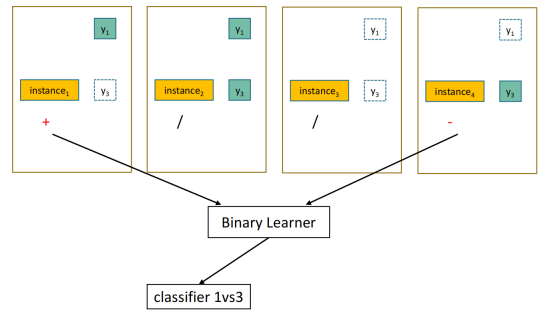 y₁ y₁ y₁ y₁
instance₁ y₃ instance₂ y₃ instance₃ y₃ instance₄ y₃
+ / / -
Binary Learner
classifier 1vs3